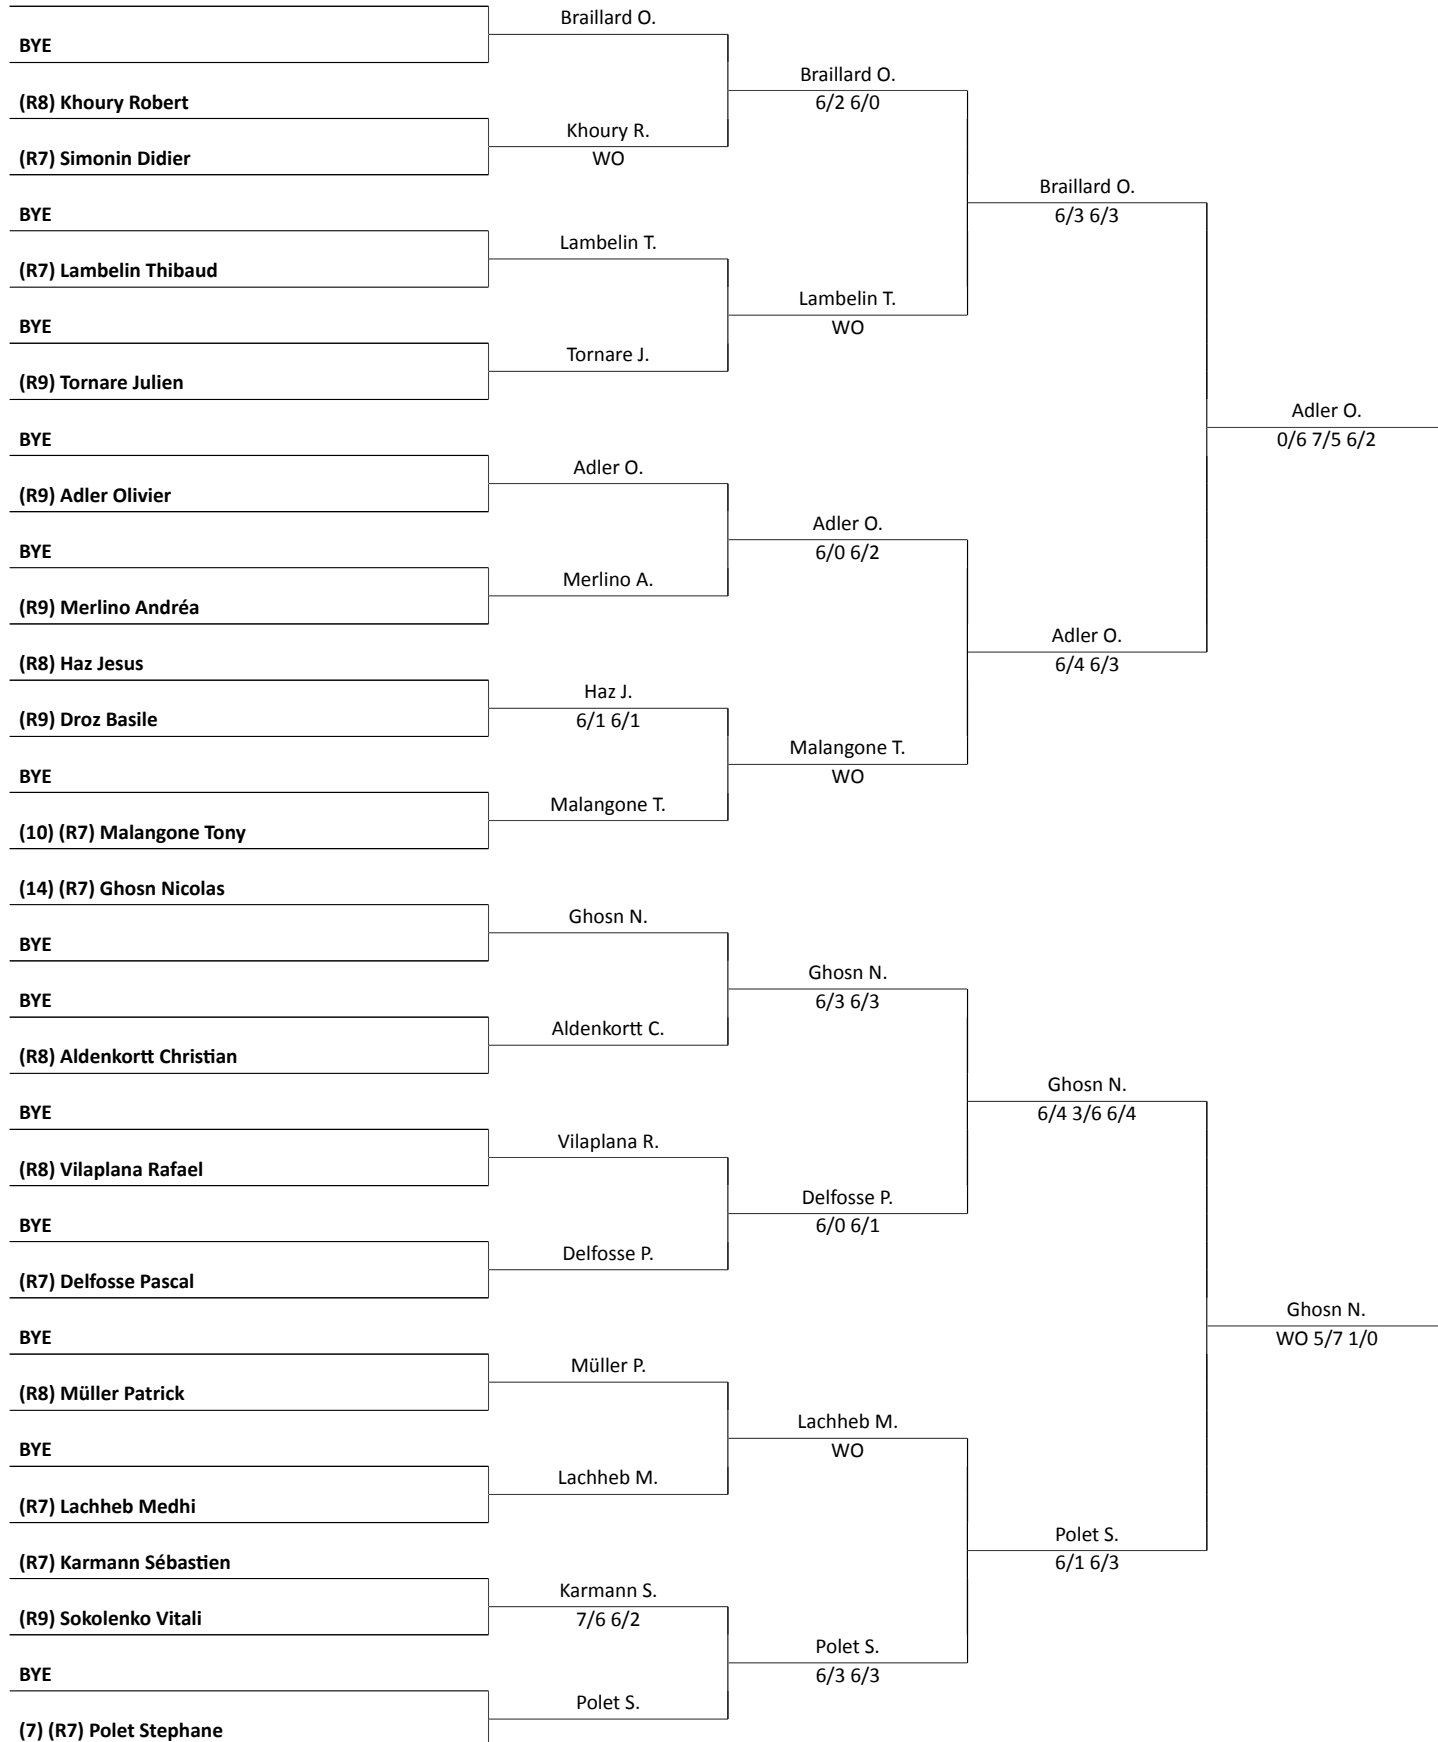 Braillard O.
BYE
Braillard O.
(R8) Khoury Robert
6/2 6/0
Khoury R.
(R7) Simonin Didier
WO
Braillard O.
BYE
6/3 6/3
Lambelin T.
(R7) Lambelin Thibaud
Lambelin T.
BYE
WO
Tornare J.
(R9) Tornare Julien
Adler O.
BYE
0/6 7/5 6/2
Adler O.
(R9) Adler Olivier
Adler O.
BYE
6/0 6/2
Merlino A.
(R9) Merlino Andréa
Adler O.
(R8) Haz Jesus
6/4 6/3
Haz J.
(R9) Droz Basile
6/1 6/1
Malangone T.
BYE
WO
Malangone T.
(10) (R7) Malangone Tony
(14) (R7) Ghosn Nicolas
Ghosn N.
BYE
Ghosn N.
BYE
6/3 6/3
Aldenkortt C.
(R8) Aldenkortt Christian
Ghosn N.
BYE
6/4 3/6 6/4
Vilaplana R.
(R8) Vilaplana Rafael
Delfosse P.
BYE
6/0 6/1
Delfosse P.
(R7) Delfosse Pascal
Ghosn N.
BYE
WO 5/7 1/0
Müller P.
(R8) Müller Patrick
Lachheb M.
BYE
WO
Lachheb M.
(R7) Lachheb Medhi
Polet S.
(R7) Karmann Sébastien
6/1 6/3
Karmann S.
(R9) Sokolenko Vitali
7/6 6/2
Polet S.
BYE
6/3 6/3
Polet S.
(7) (R7) Polet Stephane